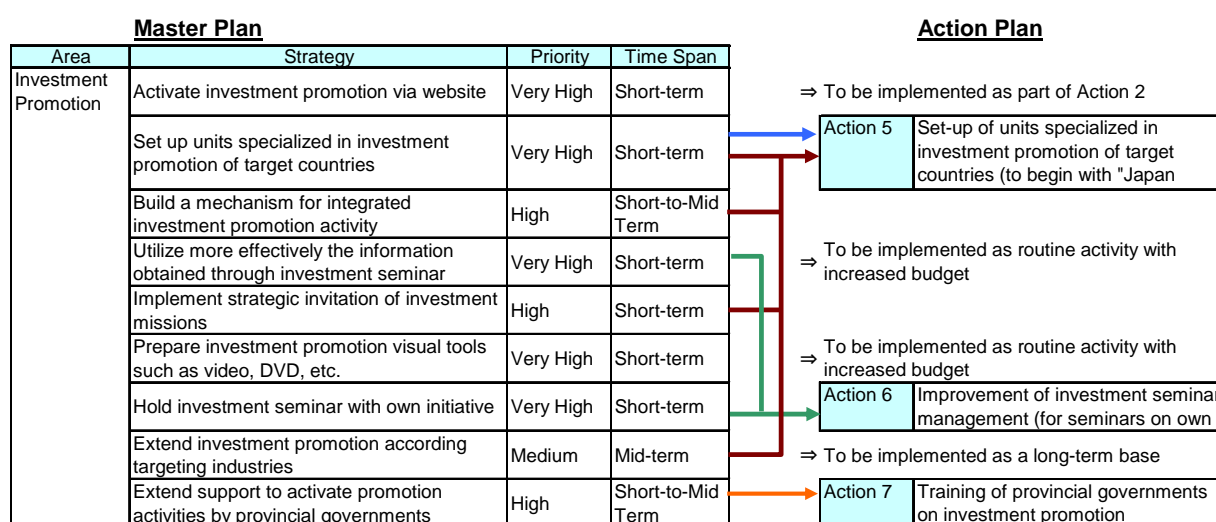 Master Plan
Action Plan
Area Strategy Priority Time Span
Investment
Promotion
Activate investment promotion via website Very High Short-term ⇒ To be implemented as part of Action 2
Set up units specialized in investment
promotion of target countries
Very High Short-term
Action 5 Set-up of units specialized in
investment promotion of target
countries (to begin with "Japan
Build a mechanism for integrated
investment promotion activity
High
Short-to-Mid
Term
Utilize more effectively the information
obtained through investment seminar
Very High Short-term
⇒ To be implemented as routine activity with
increased budget
Implement strategic invitation of investment
missions
High Short-term
Prepare investment promotion visual tools
such as video, DVD, etc.
Very High Short-term
⇒ To be implemented as routine activity with
increased budget
Hold investment seminar with own initiative Very High Short-term
Action 6 Improvement of investment seminar
management (for seminars on own
Extend investment promotion according
targeting industries
Medium Mid-term ⇒ To be implemented as a long-term base
Extend support to activate promotion
activities by provincial governments
High
Short-to-Mid
Term
Action 7 Training of provincial governments
on investment promotion